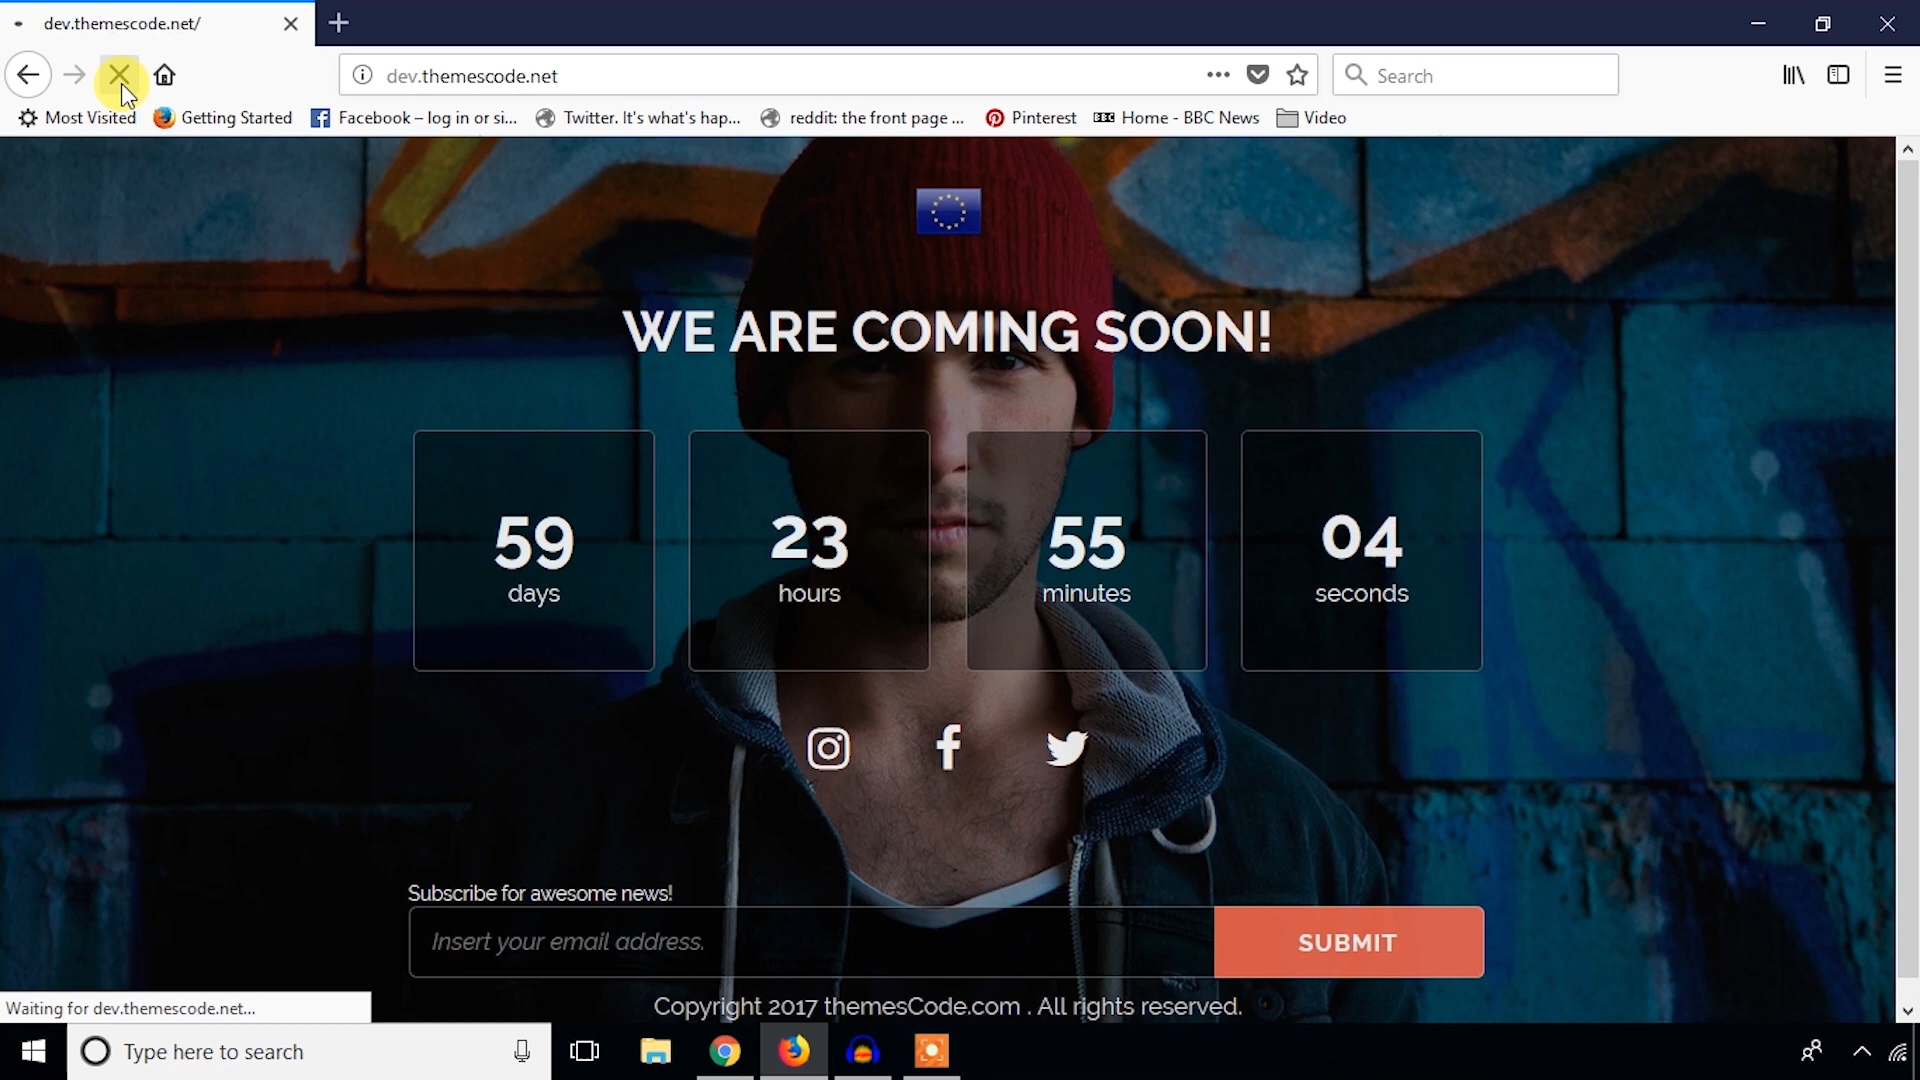 dev.themescode.net/
dev.themescode.net
Search
Most Visited
Getting Started
Facebook – log in or si...
Twitter. It's what's hap...
reddit: the front page ...
Pinterest
BBC Home - BBC News
Video
WE ARE COMING SOON!
59 23 55 04
days hours minutes seconds
Subscribe for awesome news!
Insert your email address.
SUBMIT
Waiting for dev.themescode.net...
Copyright 2017 themesCode.com . All rights reserved.
Type here to search